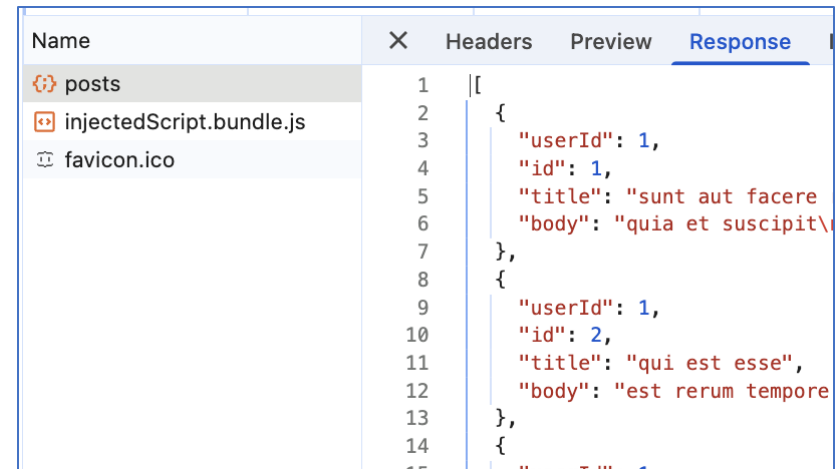 Name
Headers Preview Response
posts
injectedScript.bundle.js
favicon.ico
1 [
2 {
3 "userId": 1,
4 "id": 1,
5 "title": "sunt aut facere
6 "body": "quia et suscipit\
7 },
8 {
9 "userId": 1,
10 "id": 2,
11 "title": "qui est esse",
12 "body": "est rerum tempore
13 },
14 {